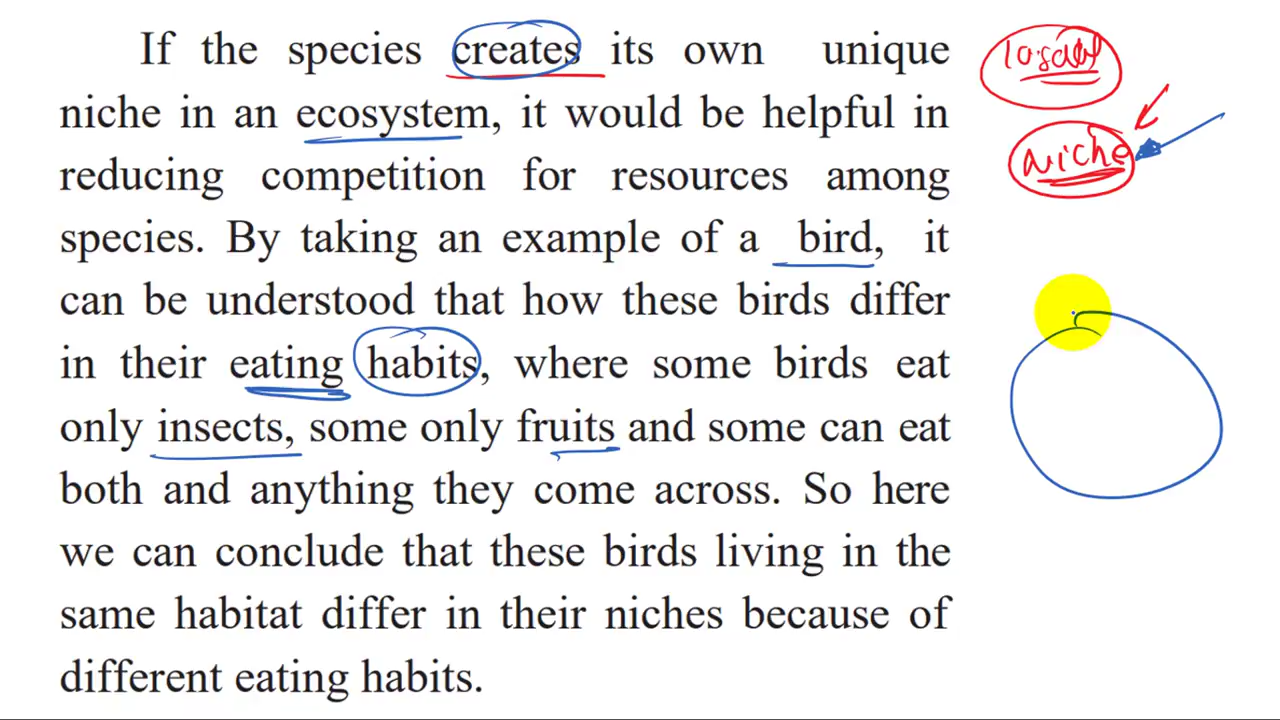 If the species creates its own unique
niche in an ecosystem, it would be helpful in
reducing competition for resources among
species. By taking an example of a bird, it
can be understood that how these birds differ
in their eating habits, where some birds eat
only insects, some only fruits and some can eat
both and anything they come across. So here
we can conclude that these birds living in the
same habitat differ in their niches because of
different eating habits.
niche